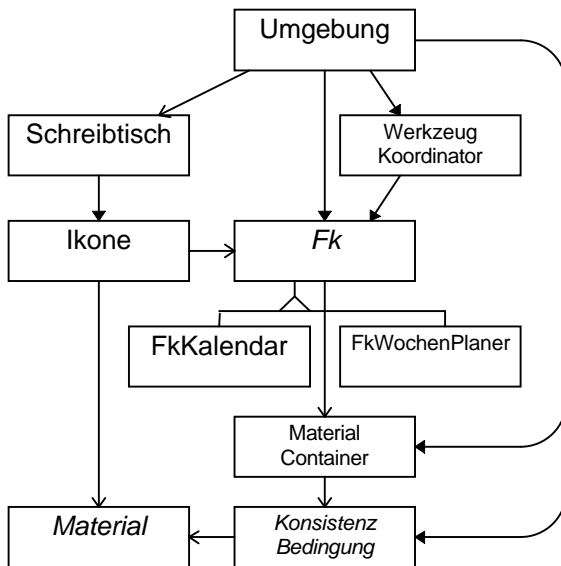 Umgebung
Schreibtisch
Werkzeug
Koordinator
Ikone
Fk
FkKalendar
FkWochenPlaner
Material
Container
Material
Konsistenz
Bedingung